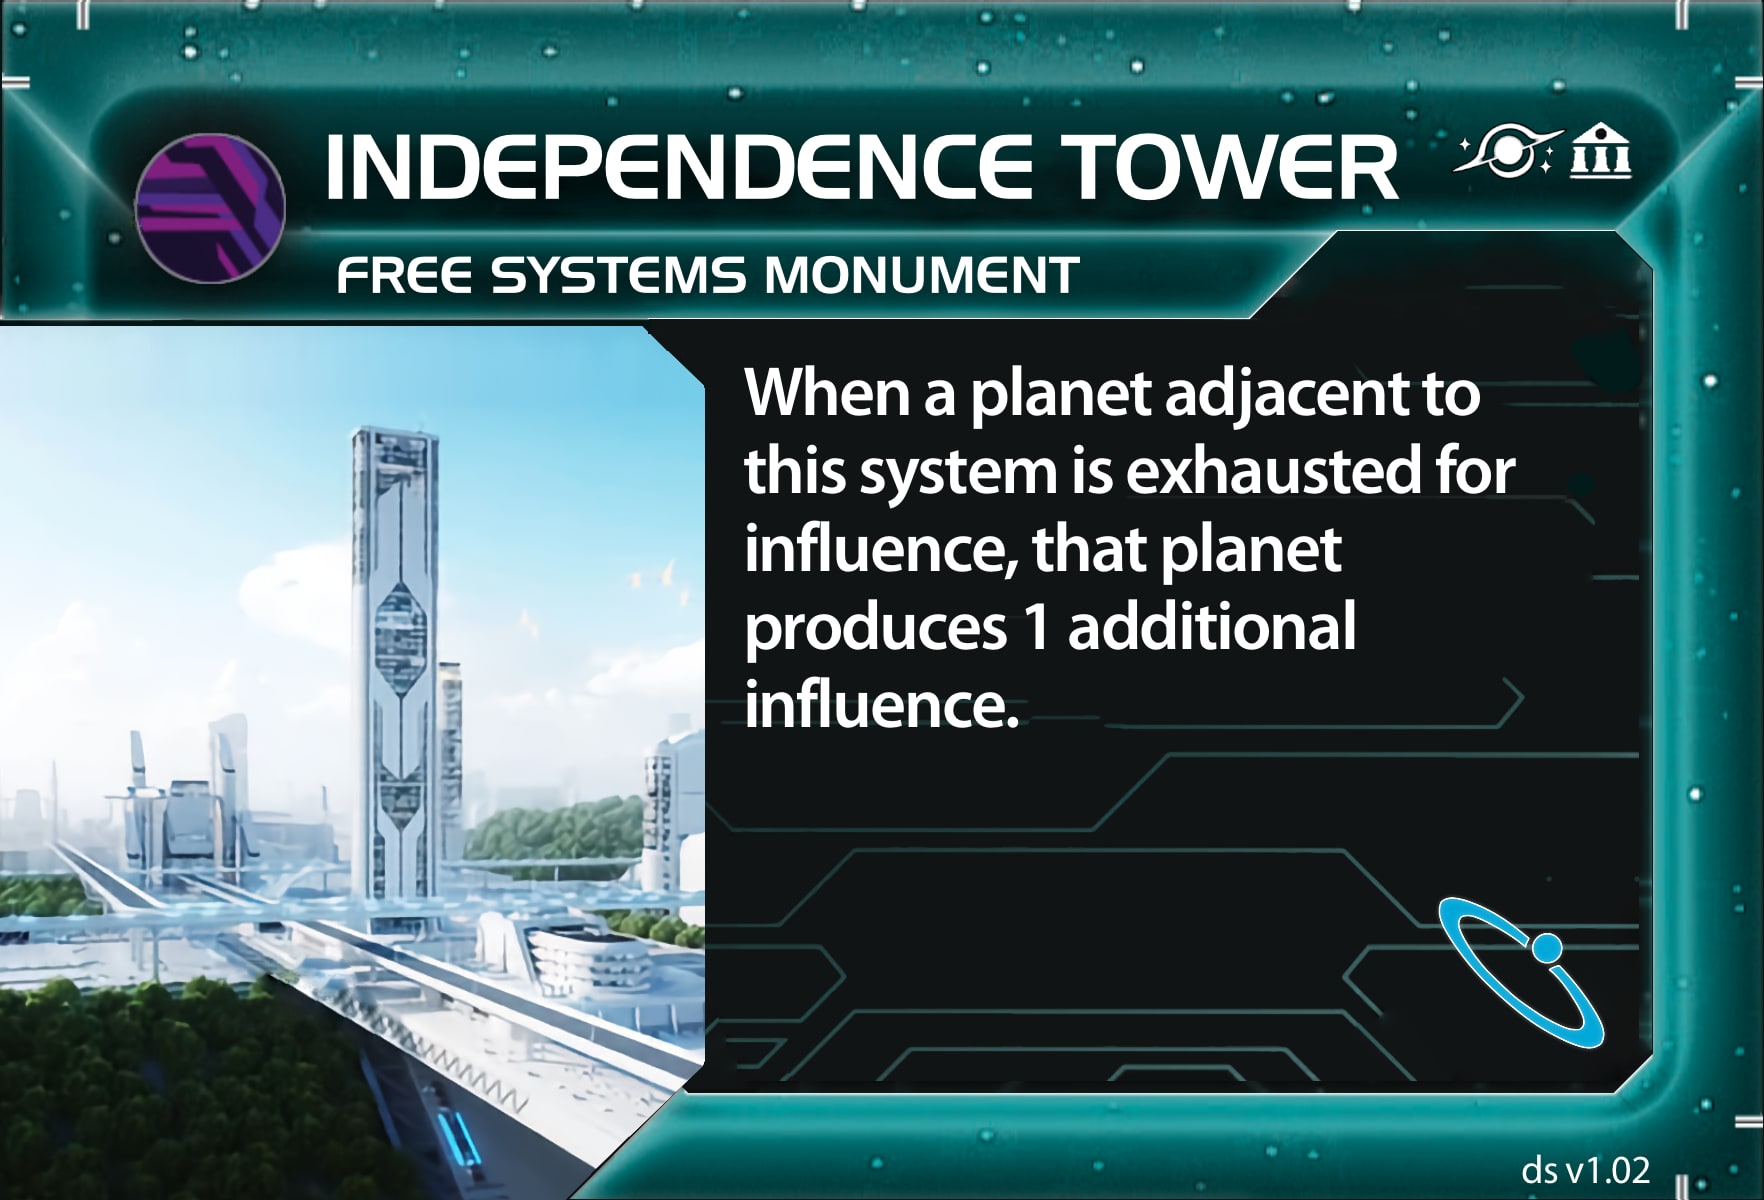 INDEPENDENCE TOWER
FREE SYSTEMS MONUMENT
When a planet adjacent to
this system is exhausted for
influence, that planet
produces 1 additional
influence.
ds v1.02